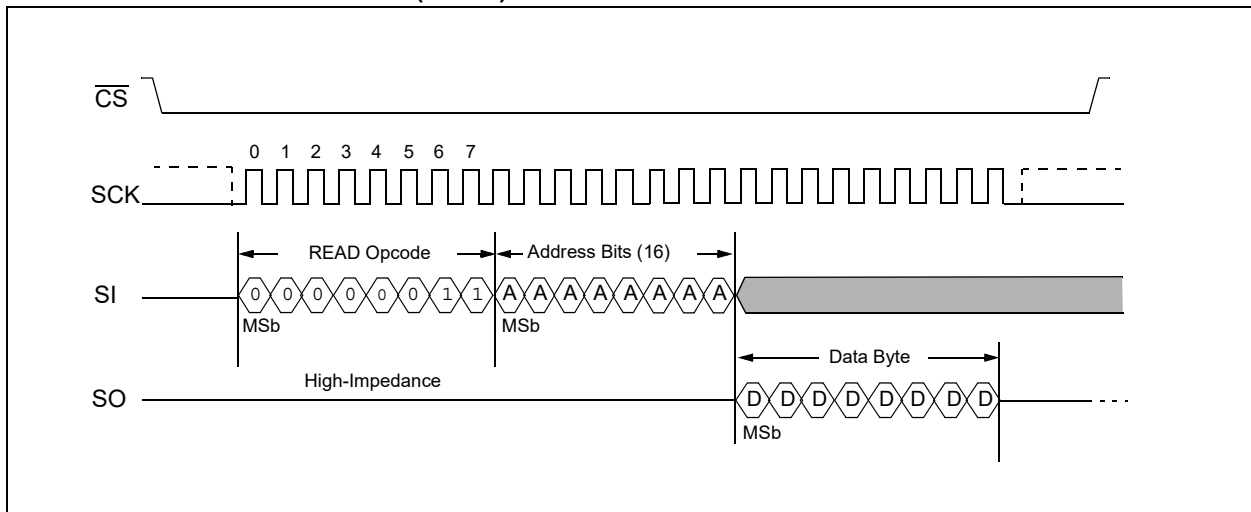 CS
0 1 2 3 4 5 6 7
SCK
READ Opcode Address Bits (16)
SI 0 0 0 0 0 0 1 1 A A A A A A A A
MSb MSb
Data Byte
High-Impedance
SO D D D D D D D D
MSb